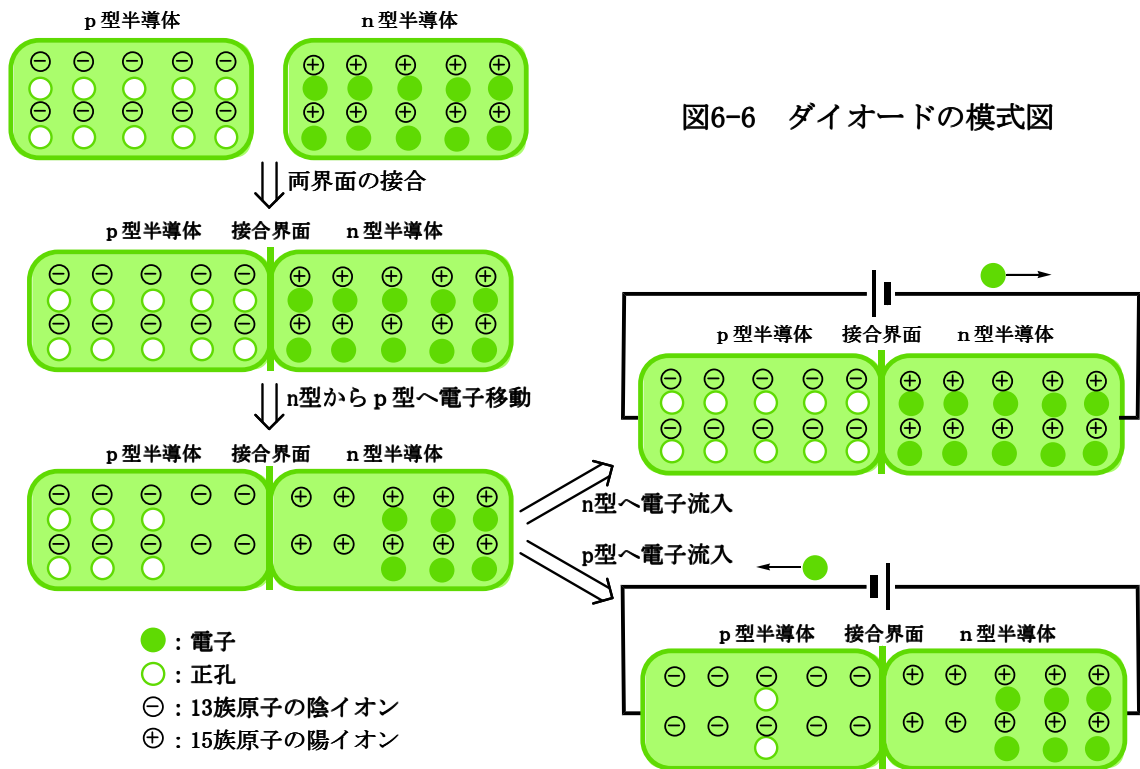 p型半導体
n型半導体
図6-6 ダイオードの模式図
両界面の接合
p型半導体 接合界面 n型半導体
n型からp型へ電子移動
p型半導体 接合界面 n型半導体
n型へ電子流入
p型へ電子流入
p型半導体 接合界面 n型半導体
p型半導体 接合界面 n型半導体
:電子
:正孔
⊖:13族原子の陰イオン
⊕:15族原子の陽イオン